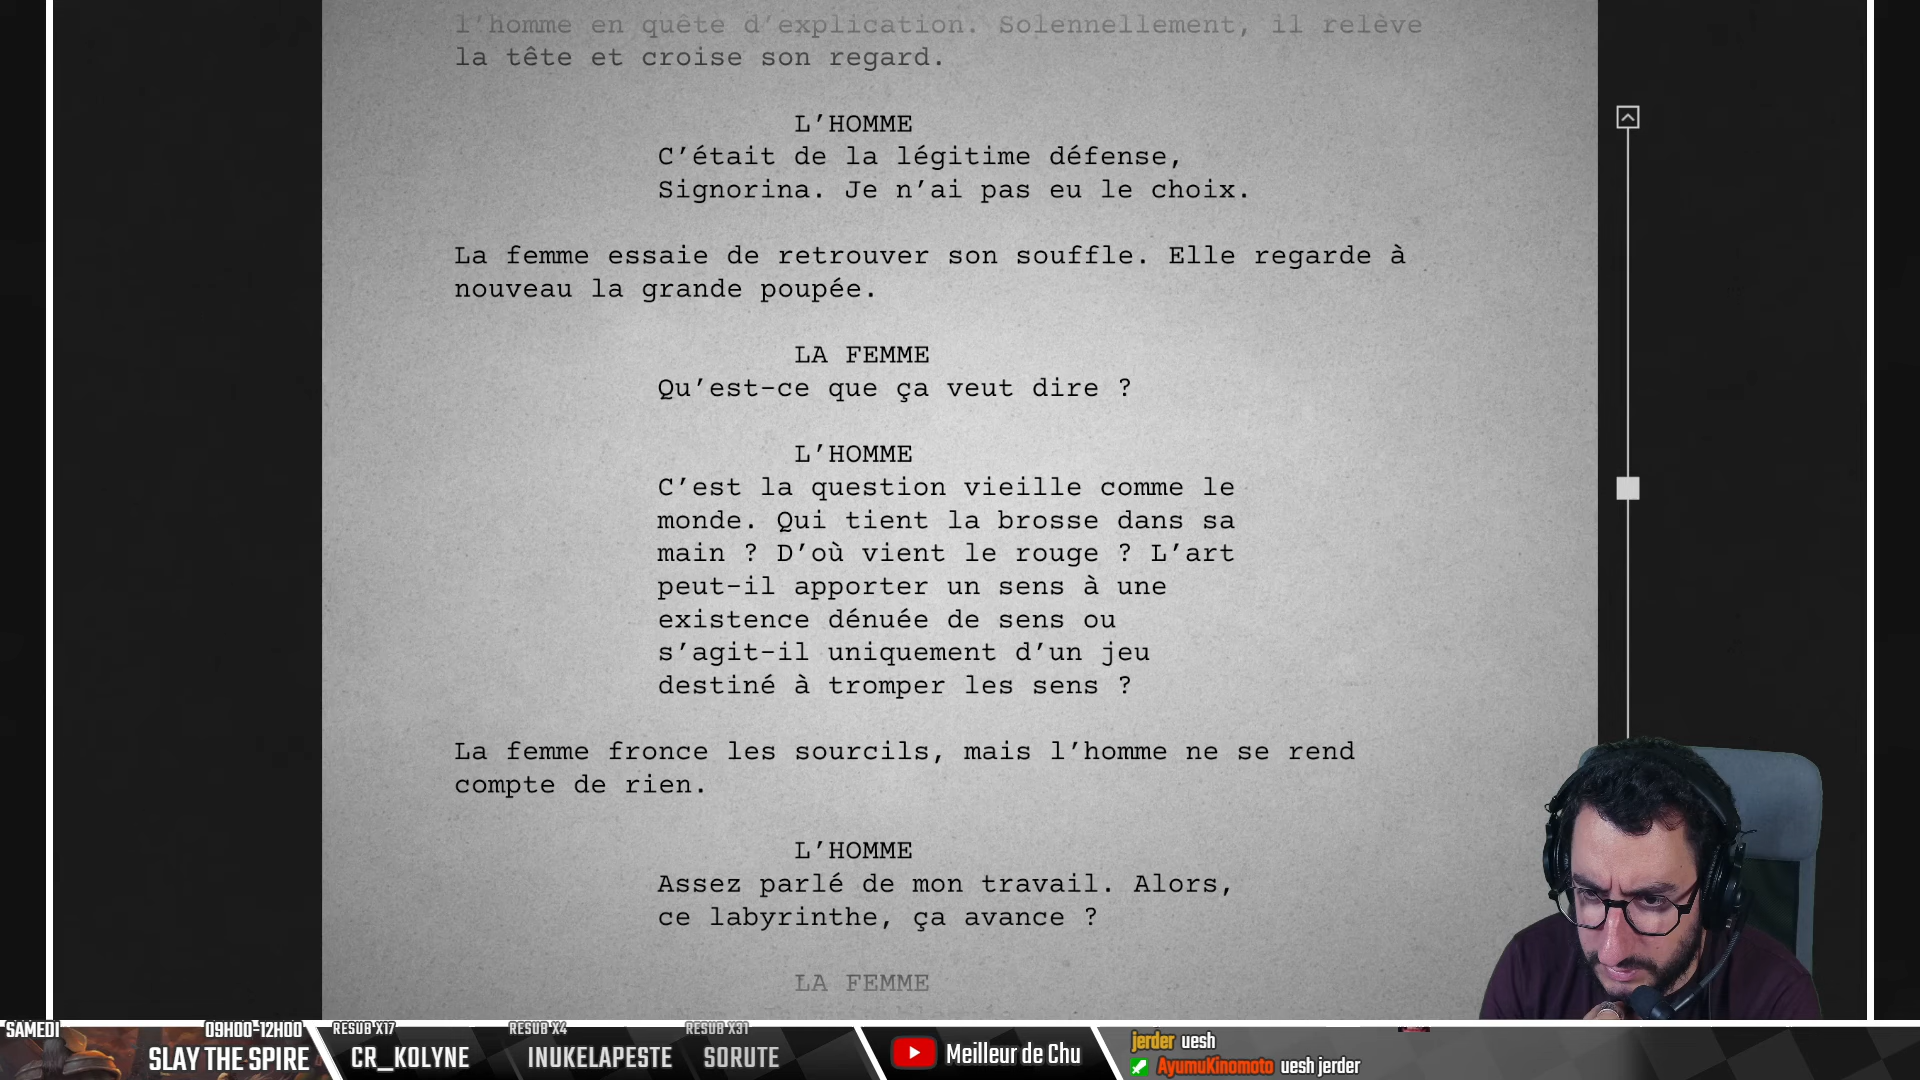 l’homme en quête d’explication. Solennellement, il relève
la tête et croise son regard.
L’HOMME
C’était de la légitime défense,
Signorina. Je n’ai pas eu le choix.
La femme essaie de retrouver son souffle. Elle regarde à
nouveau la grande poupée.
LA FEMME
Qu’est-ce que ça veut dire ?
L’HOMME
C’est la question vieille comme le
monde. Qui tient la brosse dans sa
main ? D’où vient le rouge ? L’art
peut-il apporter un sens à une
existence dénuée de sens ou
s’agit-il uniquement d’un jeu
destiné à tromper les sens ?
La femme fronce les sourcils, mais l’homme ne se rend
compte de rien.
L’HOMME
Assez parlé de mon travail. Alors,
ce labyrinthe, ça avance ?
LA FEMME
SAMEDI 09H00-12H00
SLAY THE SPIRE
RESUB X17
CR_KOLYNE
RESUB X4
INUKELAPESTE
RESUB X31
SORUTE
Meilleur de Chu
jerder uesh
AyumuKinomoto uesh jerder